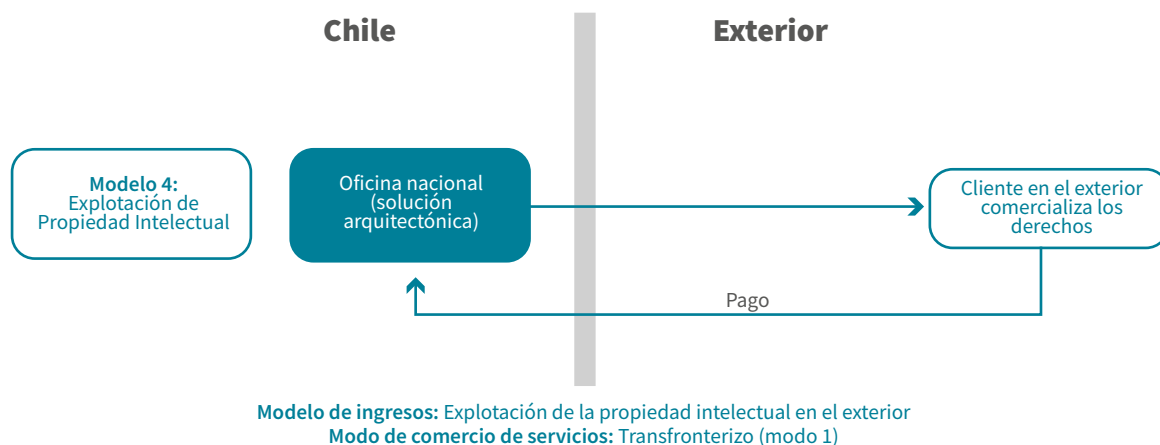 Chile
Exterior
Modelo 4:
Explotación de
Propiedad Intelectual
Oficina nacional
(solución
arquitectónica)
Cliente en el exterior
comercializa los
derechos
Pago
Modelo de ingresos: Explotación de la propiedad intelectual en el exterior
Modo de comercio de servicios: Transfronterizo (modo 1)